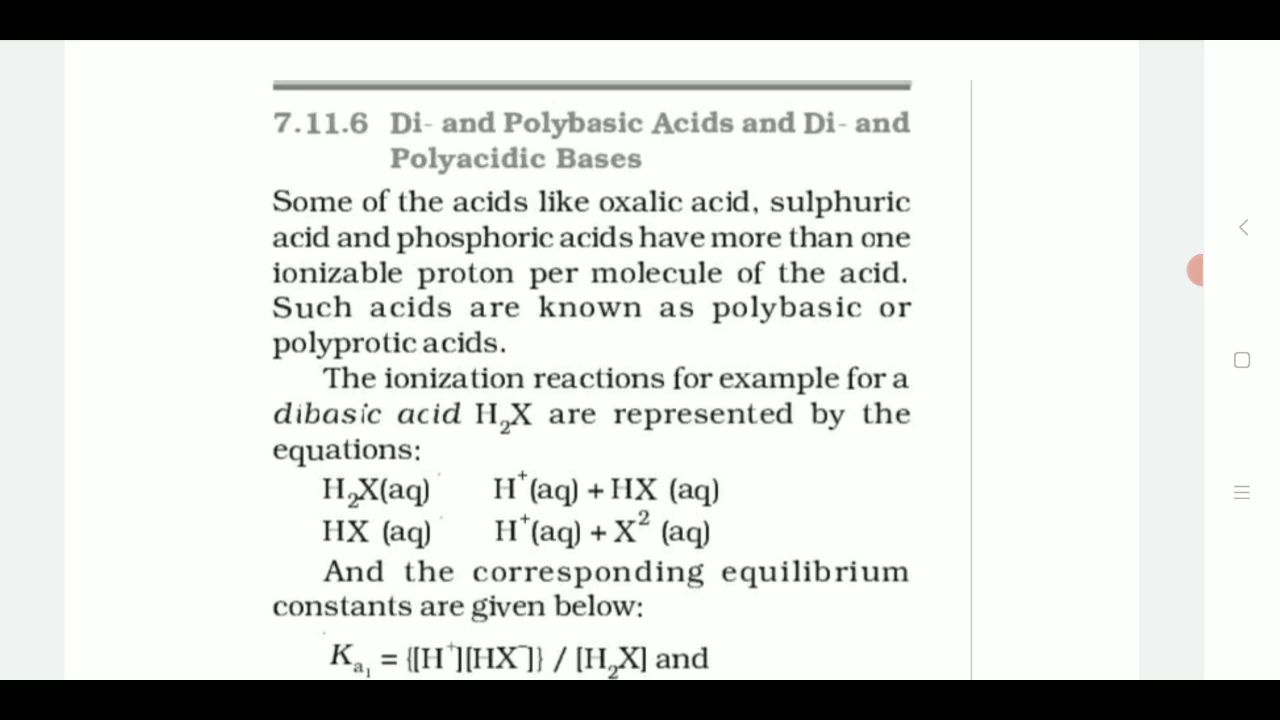 7.11.6 Di- and Polybasic Acids and Di- and
Polyacidic Bases
Some of the acids like oxalic acid, sulphuric
acid and phosphoric acids have more than one
ionizable proton per molecule of the acid.
Such acids are known as polybasic or
polyprotic acids.
The ionization reactions for example for a
dibasic acid H₂X are represented by the
equations:
H₂X(aq) H⁺(aq) + HX (aq)
HX (aq) H⁺(aq) + X² (aq)
And the corresponding equilibrium
constants are given below:
Kₐ₁ = {[H⁺][HX⁻]} / [H₂X] and